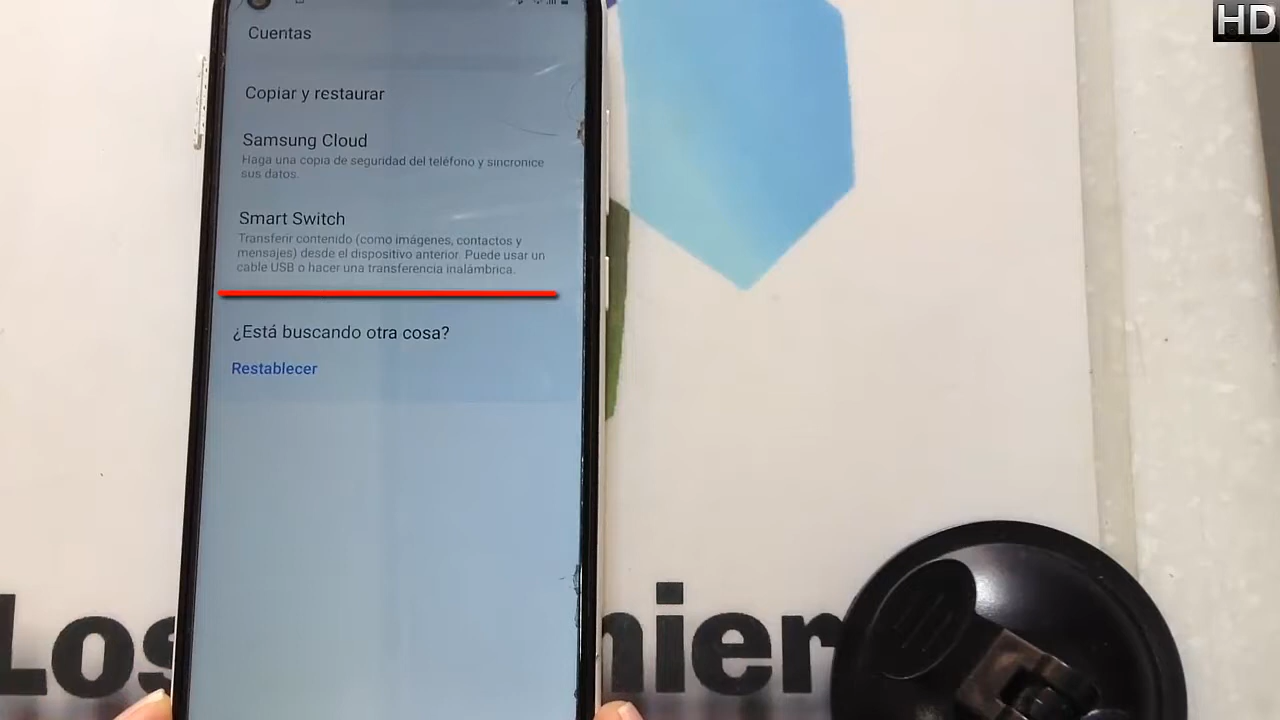 HD
Cuentas
Copiar y restaurar
Samsung Cloud
Haga una copia de seguridad del teléfono y sincronice
sus datos.
Smart Switch
Transferir contenido (como imágenes, contactos y
mensajes) desde el dispositivo anterior. Puede usar un
cable USB o hacer una transferencia inalámbrica.
¿Está buscando otra cosa?
Restablecer
Los